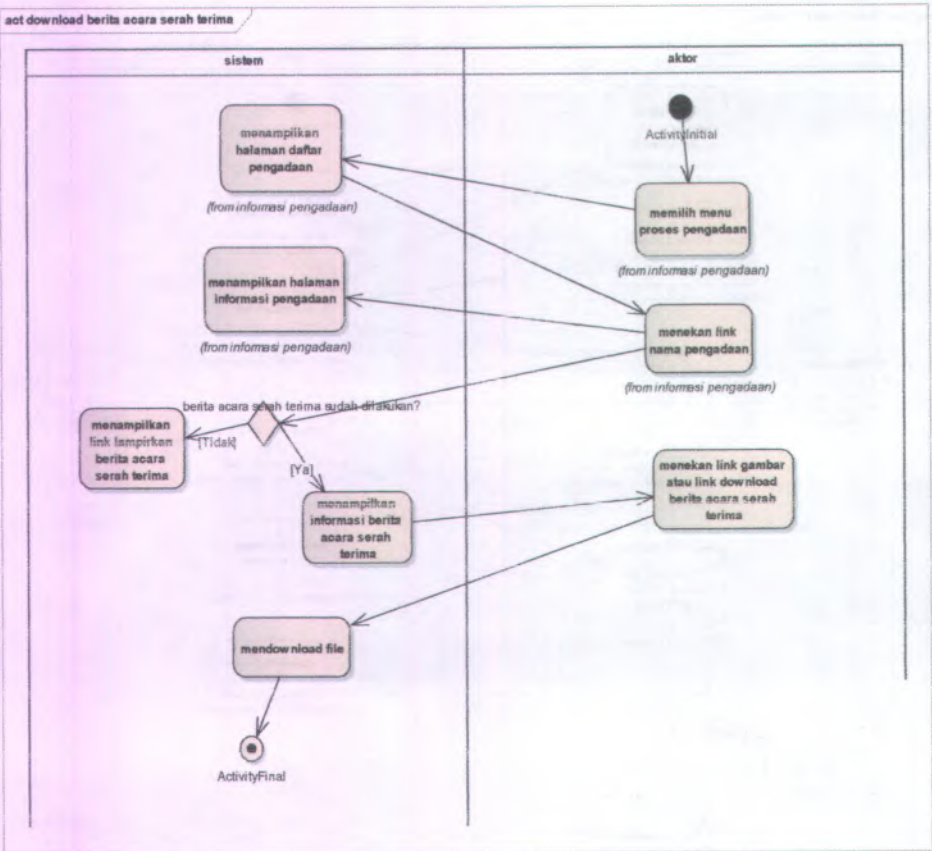 act download berita acara serah terima
sistem
aktor
ActivityInitial
menampilkan
halaman daftar
pengadaan
(from informasi pengadaan)
memilih menu
proses pengadaan
(from informasi pengadaan)
menampilkan halaman
informasi pengadaan
(from informasi pengadaan)
menekan link
nama pengadaan
(from informasi pengadaan)
berita acara serah terima sudah dilakukan?
menampilkan
link lampirkan
berita acara
serah terima
[Tidak]
[Ya]
menampilkan
informasi berita
acara serah
terima
menekan link gambar
atau link download
berita acara serah
terima
mendownload file
ActivityFinal